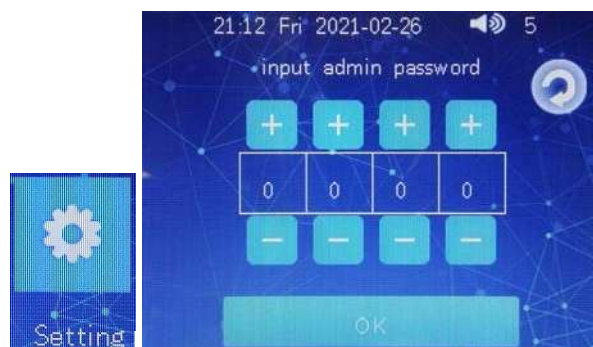 21:12 Fri 2021-02-26 5
input admin password
+ + + +
0 0 0 0
- - - -
OK
Setting